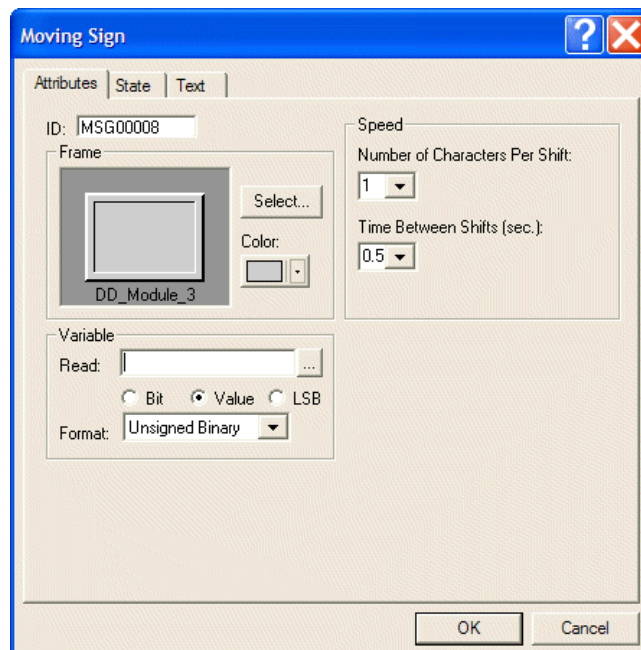 Moving Sign
Attributes State Text
ID: MSG00008
Frame
Select...
Color:
DD_Module_3
Speed
Number of Characters Per Shift:
1
Time Between Shifts (sec.):
0.5
Variable
Read: ...
Bit Value LSB
Format: Unsigned Binary
OK Cancel